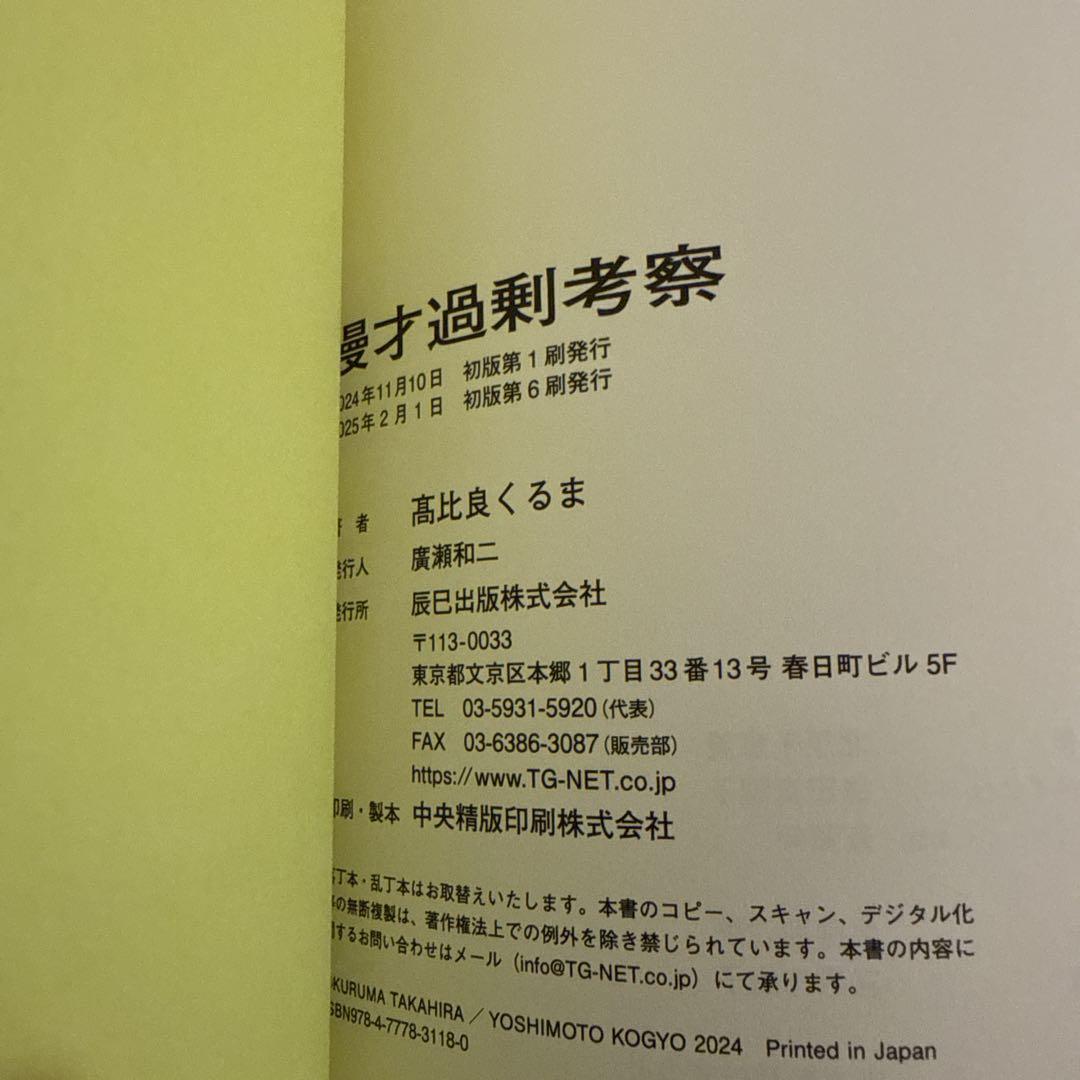 漫才過剰考察
2024年11月10日　初版第1刷発行
2025年2月1日　初版第6刷発行
著者　髙比良くるま
発行人　廣瀬和二
発行所　辰巳出版株式会社
〒113-0033
東京都文京区本郷1丁目33番13号 春日町ビル5F
TEL　03-5931-5920(代表)
FAX　03-6386-3087(販売部)
https://www.TG-NET.co.jp
印刷・製本　中央精版印刷株式会社
落丁本・乱丁本はお取替えいたします。本書のコピー、スキャン、デジタル化
等の無断複製は、著作権法上での例外を除き禁じられています。本書の内容に
関するお問い合わせはメール（info@TG-NET.co.jp）にて承ります。
KURUMA TAKAHIRA／YOSHIMOTO KOGYO 2024　Printed in Japan
ISBN978-4-7778-3118-0